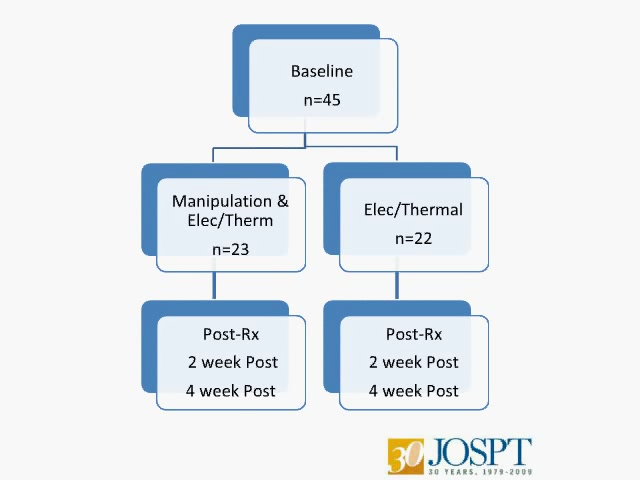 Baseline
n=45
Manipulation &
Elec/Therm
n=23
Elec/Thermal
n=22
Post-Rx
2 week Post
4 week Post
Post-Rx
2 week Post
4 week Post
30 JOSPT
30 YEARS, 1979-2009